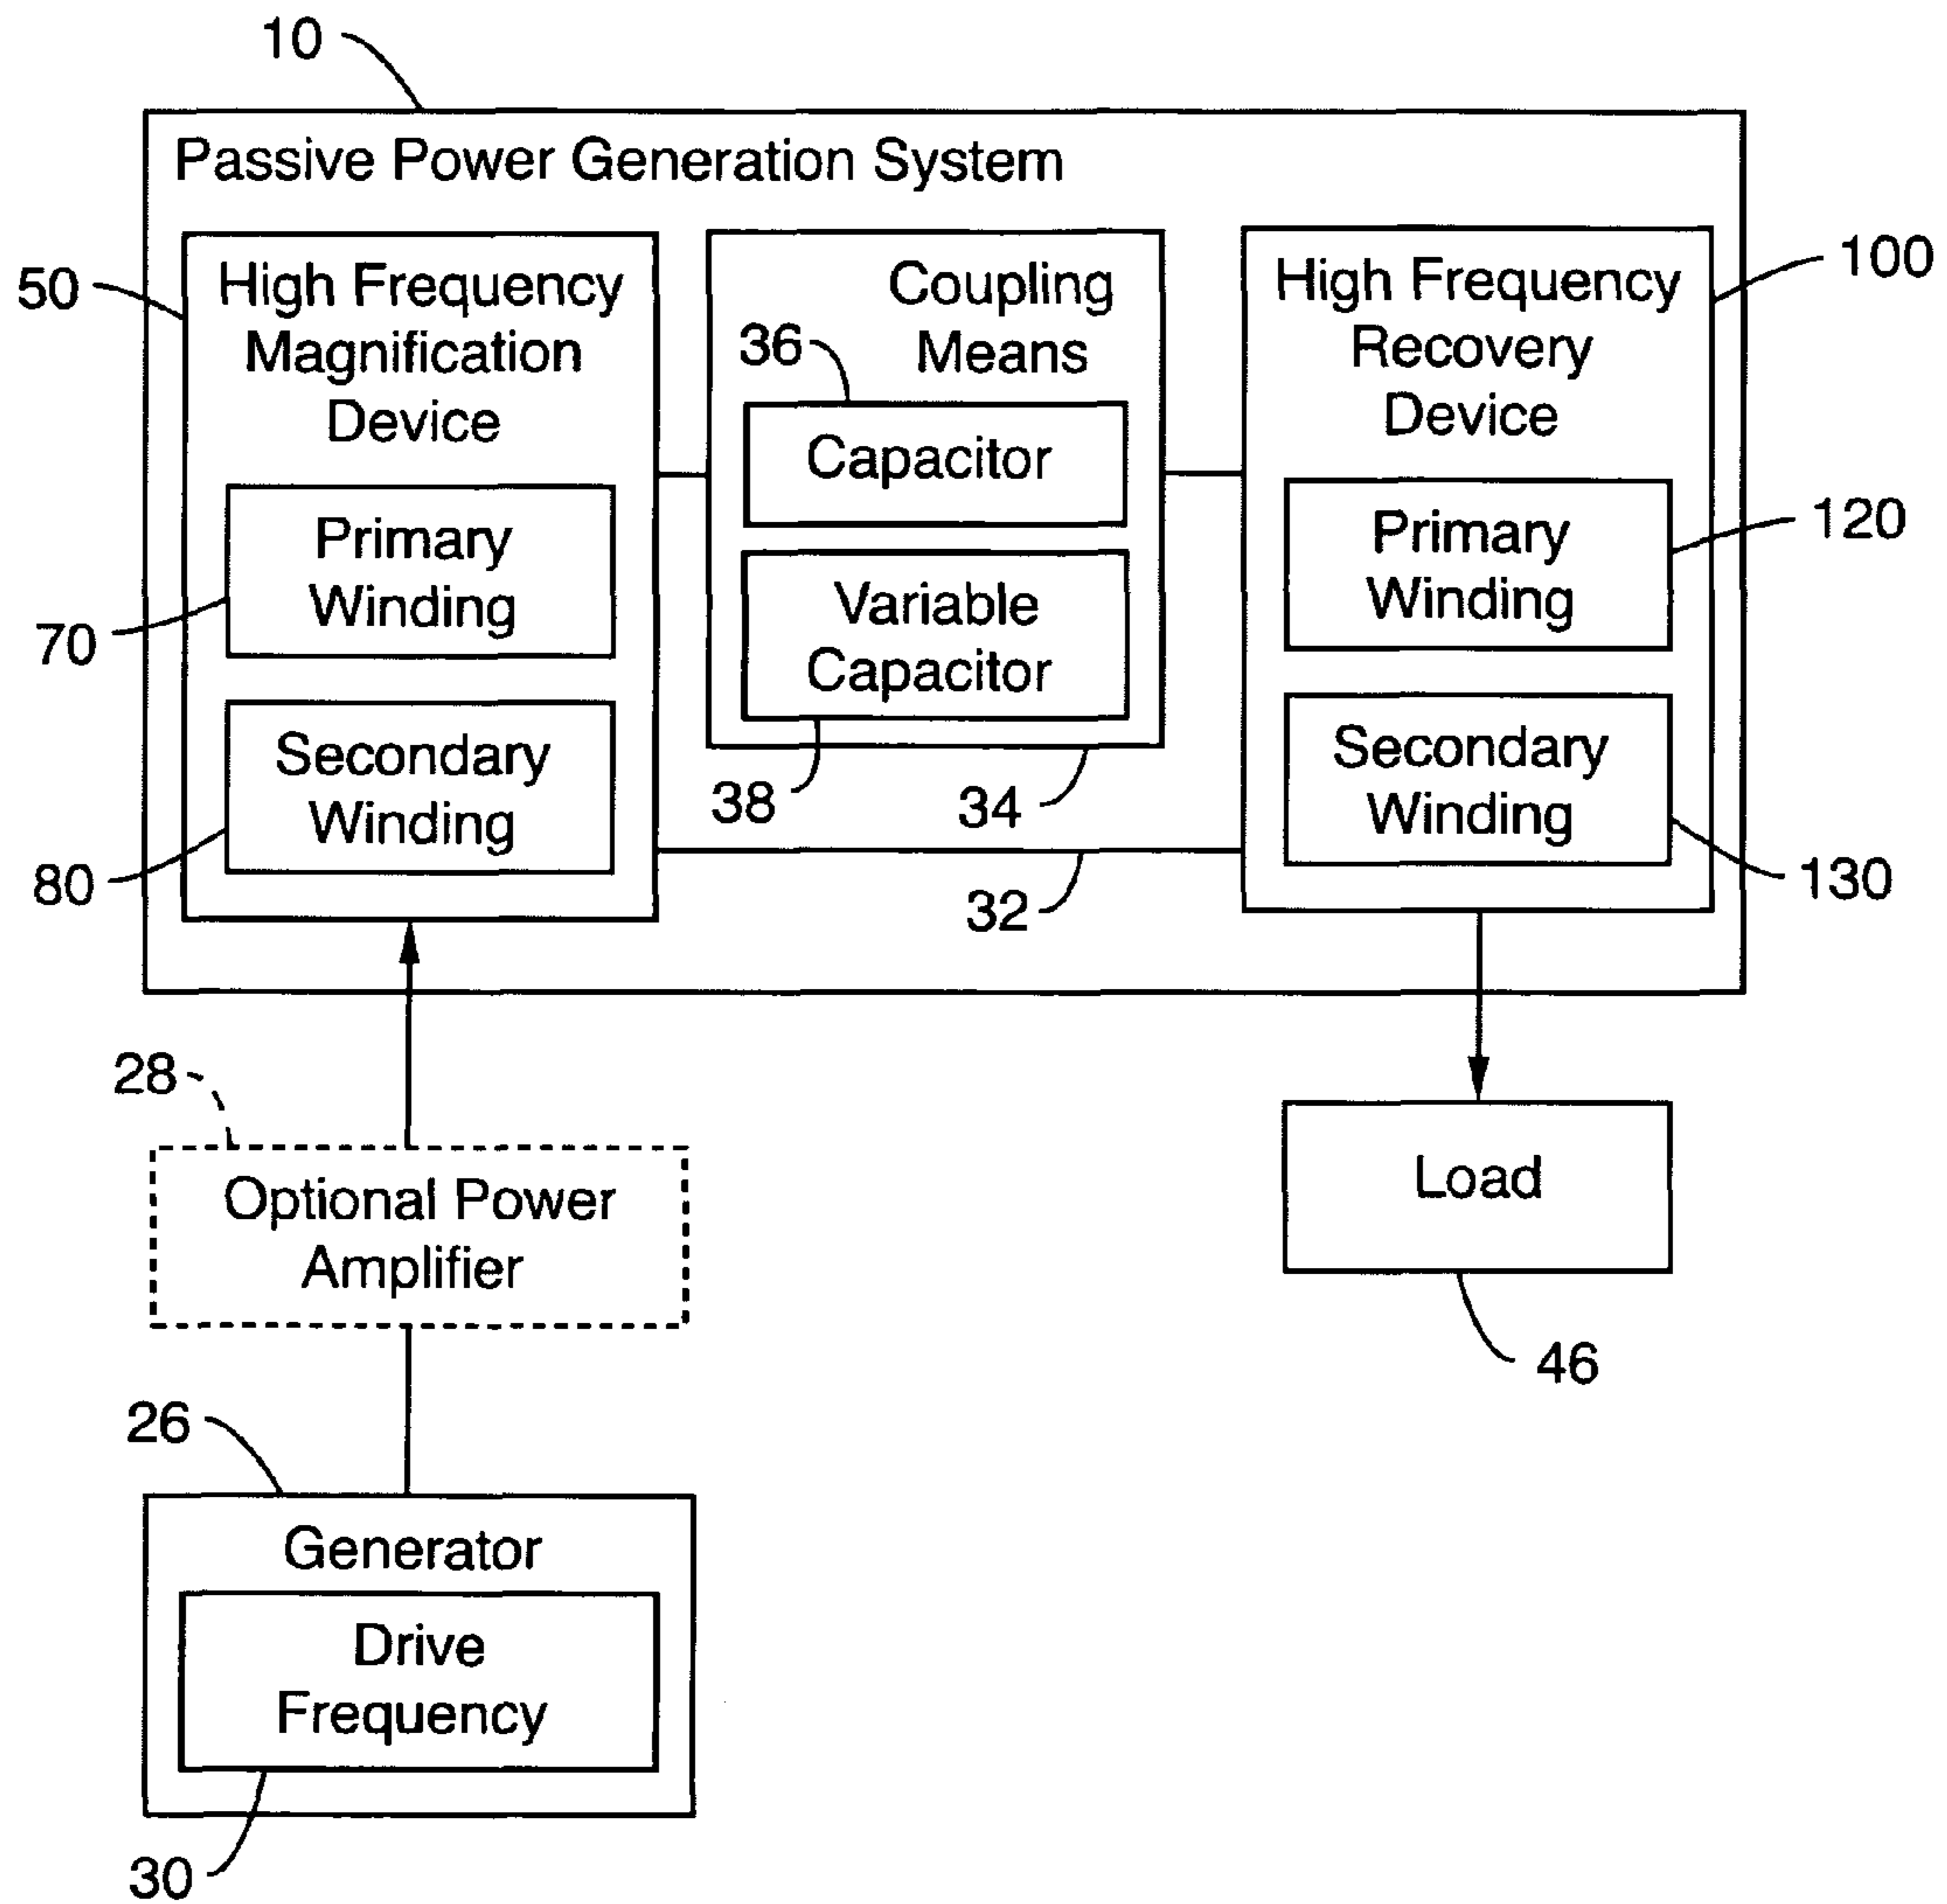 10
Passive Power Generation System
50
High Frequency
Magnification
Device
Primary
Winding
70
Secondary
Winding
80
Coupling
Means
36
Capacitor
Variable
Capacitor
38
34
32
High Frequency
Recovery
Device
100
Primary
Winding
120
Secondary
Winding
130
28
Optional Power
Amplifier
Load
46
26
Generator
Drive
Frequency
30